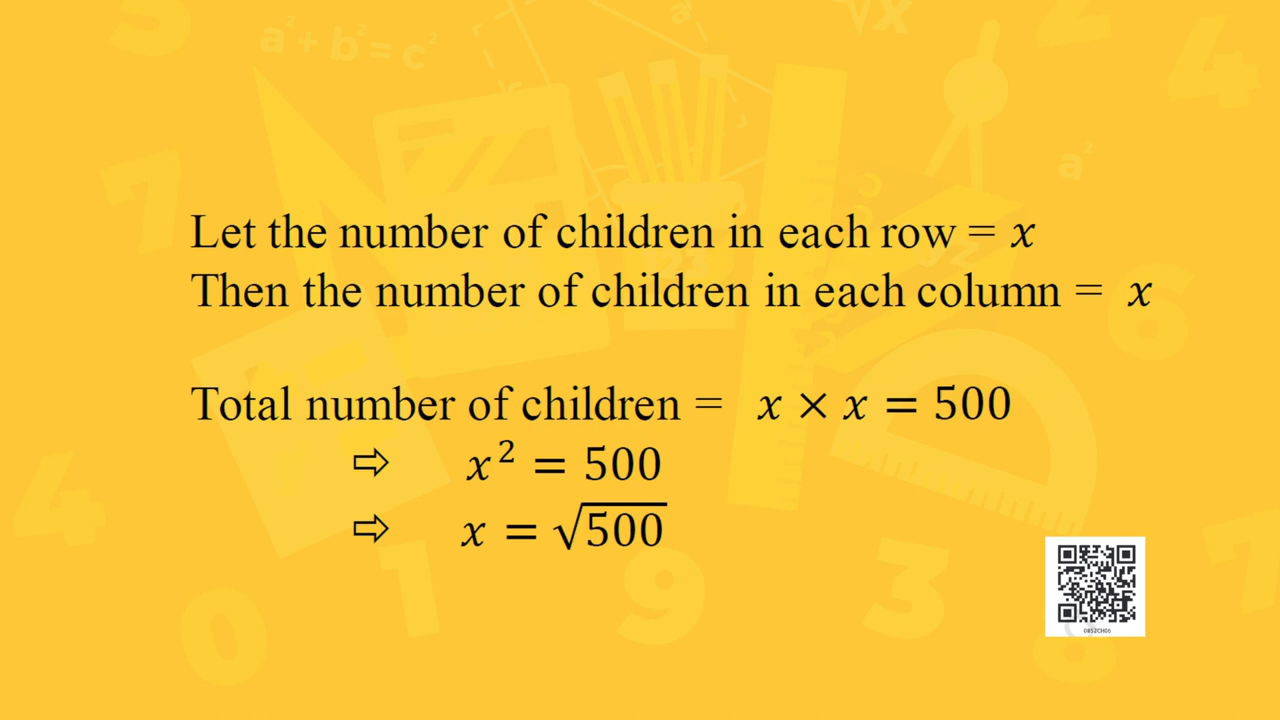 Let the number of children in each row = x
Then the number of children in each column = x
Total number of children = x × x = 500
⇨ x² = 500
⇨ x = √500
0852CH06